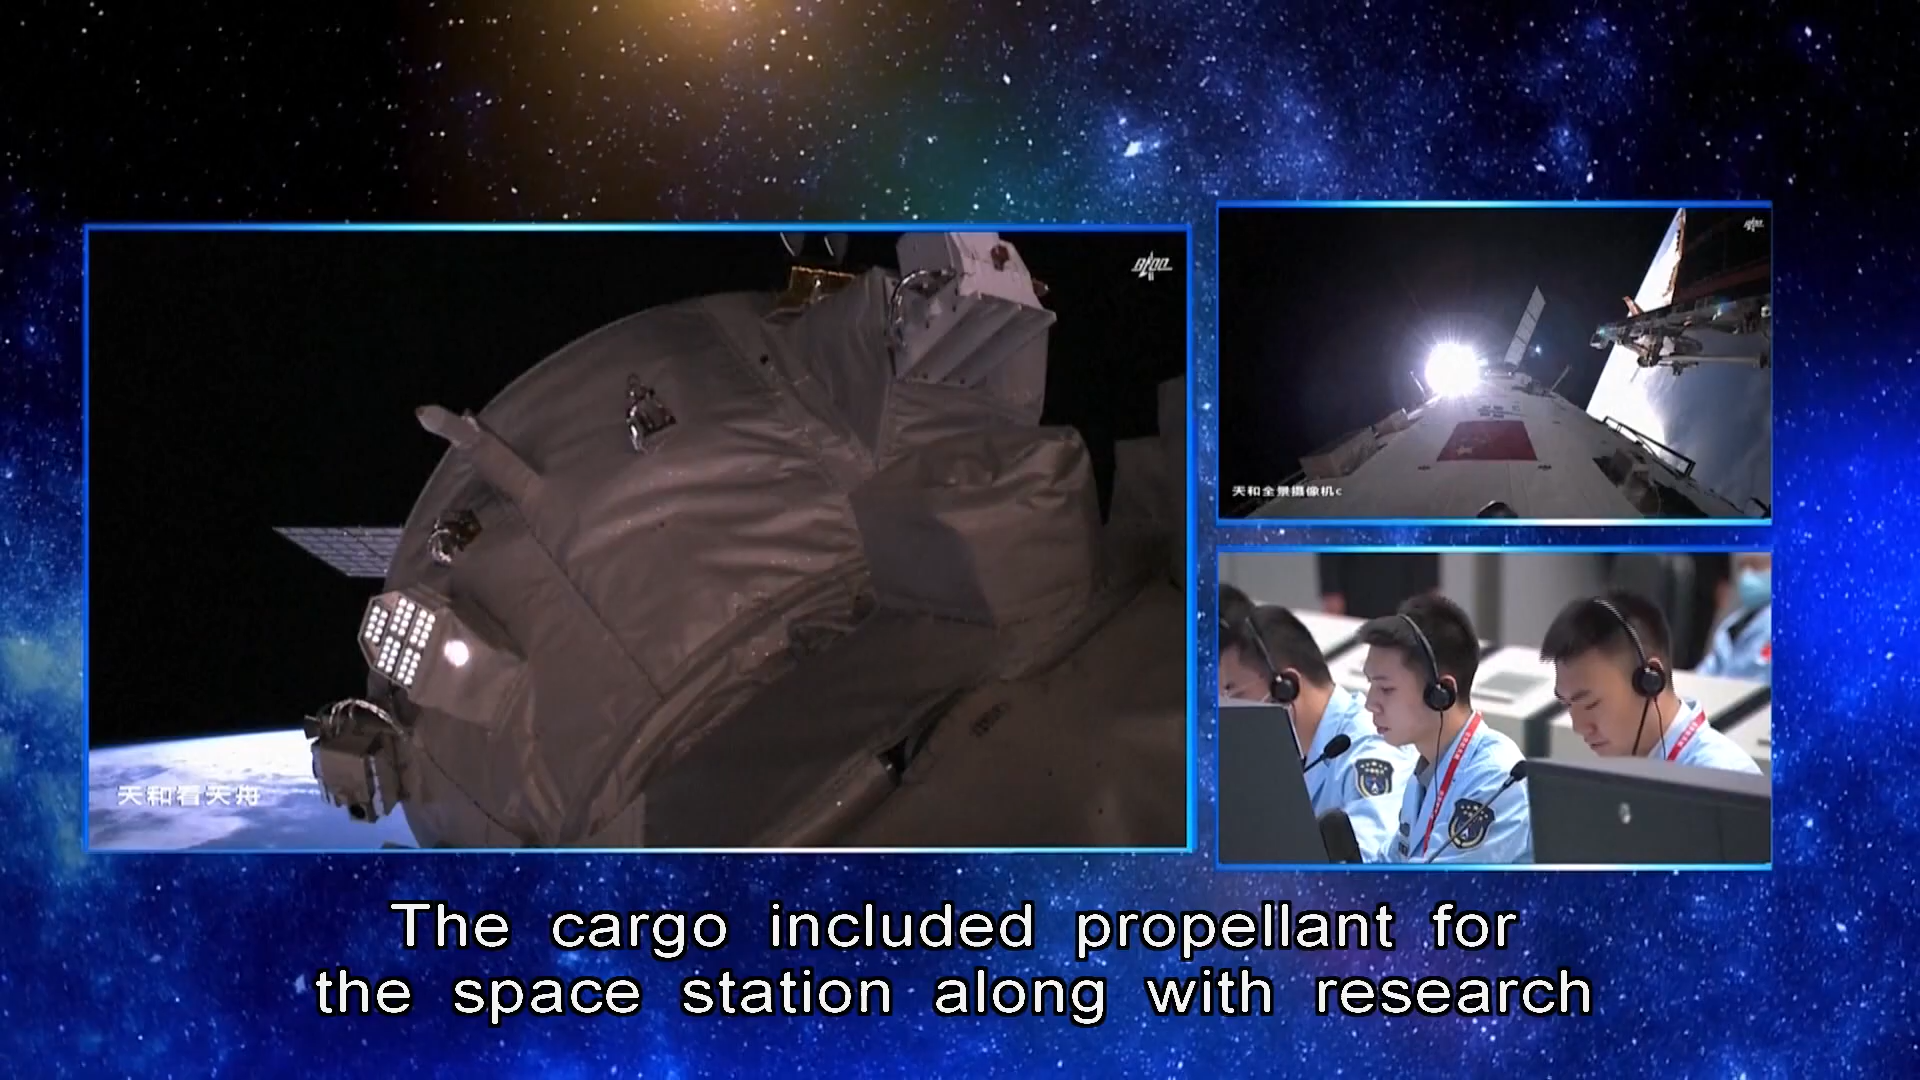 天和看天舟
天和全景摄像机c
The cargo included propellant for
the space station along with research